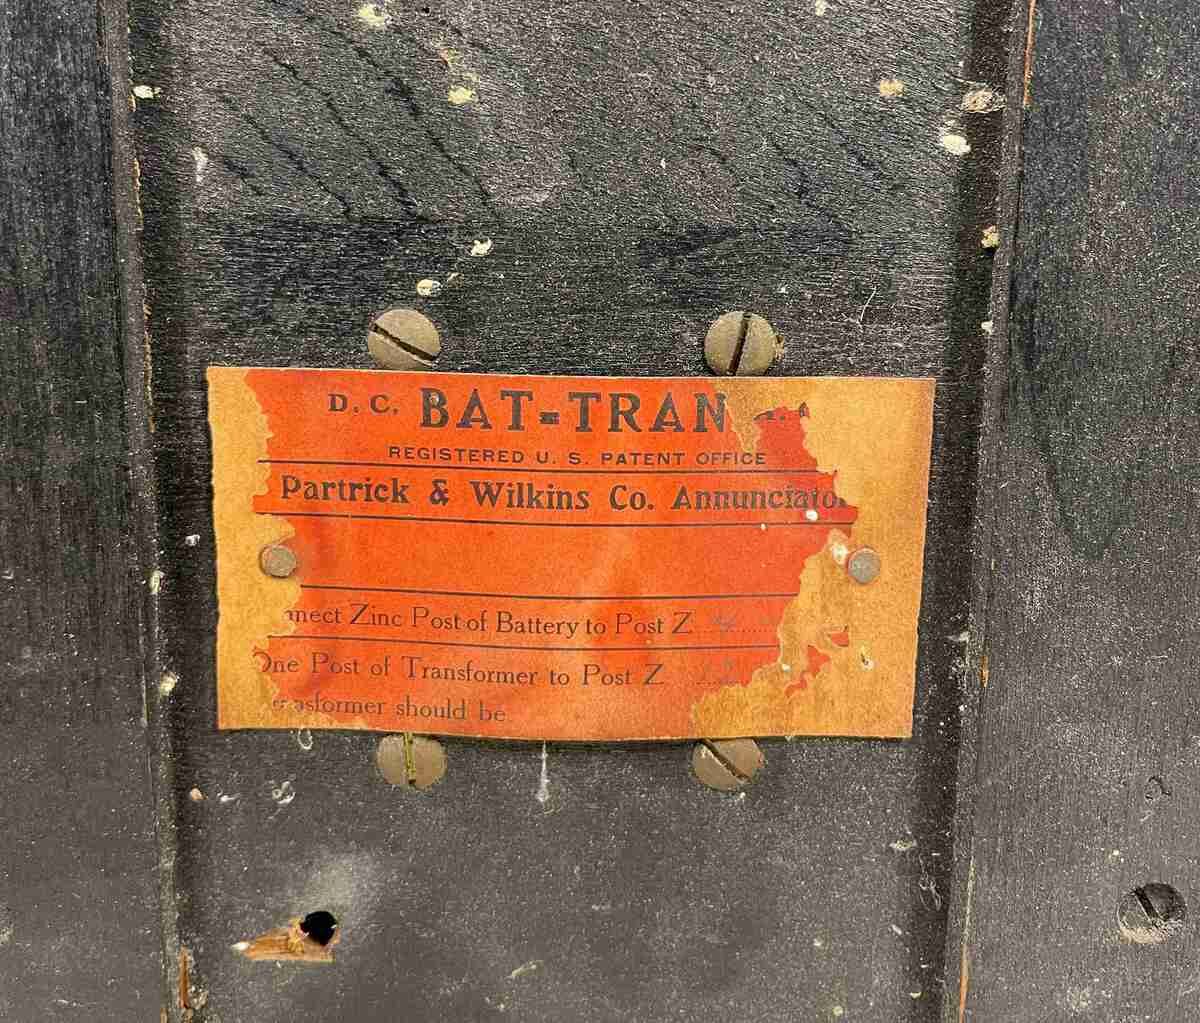 D. C. BAT=TRAN
REGISTERED U. S. PATENT OFFICE
Partrick & Wilkins Co. Annunciato
nnect Zinc Post of Battery to Post Z
One Post of Transformer to Post Z
ansformer should be